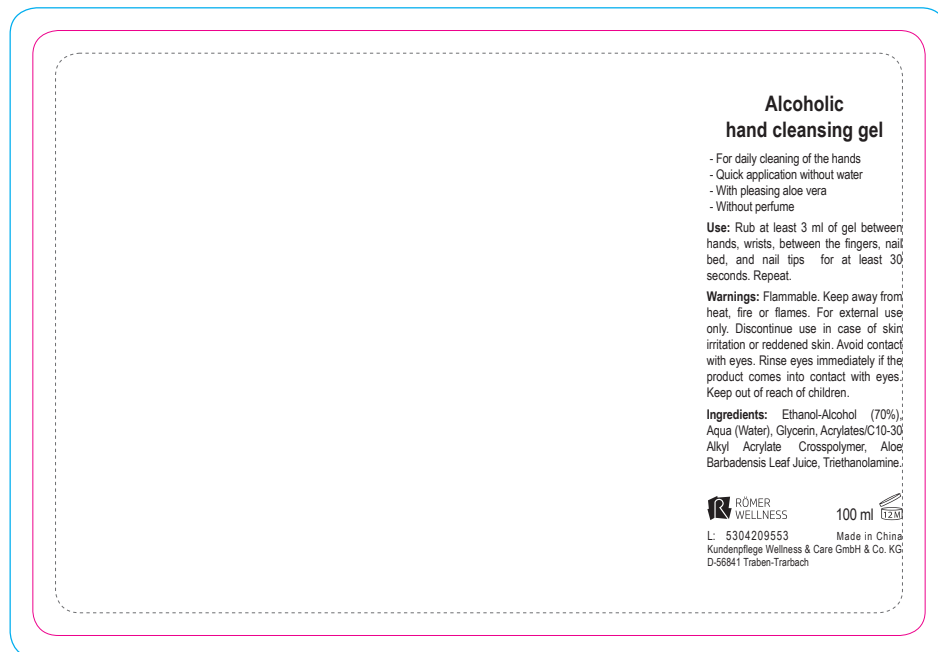 Alcoholic
hand cleansing gel
- For daily cleaning of the hands
- Quick application without water
- With pleasing aloe vera
- Without perfume
Use: Rub at least 3 ml of gel between
hands, wrists, between the fingers, nail
bed, and nail tips for at least 30
seconds. Repeat.
Warnings: Flammable. Keep away from
heat, fire or flames. For external use
only. Discontinue use in case of skin
irritation or reddened skin. Avoid contact
with eyes. Rinse eyes immediately if the
product comes into contact with eyes.
Keep out of reach of children.
Ingredients: Ethanol-Alcohol (70%),
Aqua (Water), Glycerin, Acrylates/C10-30
Alkyl Acrylate Crosspolymer, Aloe
Barbadensis Leaf Juice, Triethanolamine.
R RÖMER
WELLNESS
100 ml 12M
L: 5304209553 Made in China
Kundenpflege Wellness & Care GmbH & Co. KG
D-56841 Traben-Trarbach